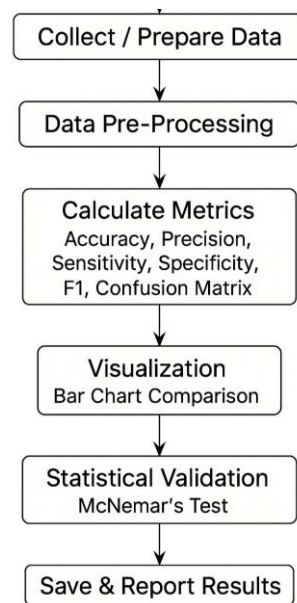 Collect / Prepare Data
Data Pre-Processing
Calculate Metrics
Accuracy, Precision,
Sensitivity, Specificity,
F1, Confusion Matrix
Visualization
Bar Chart Comparison
Statistical Validation
McNemar's Test
Save & Report Results